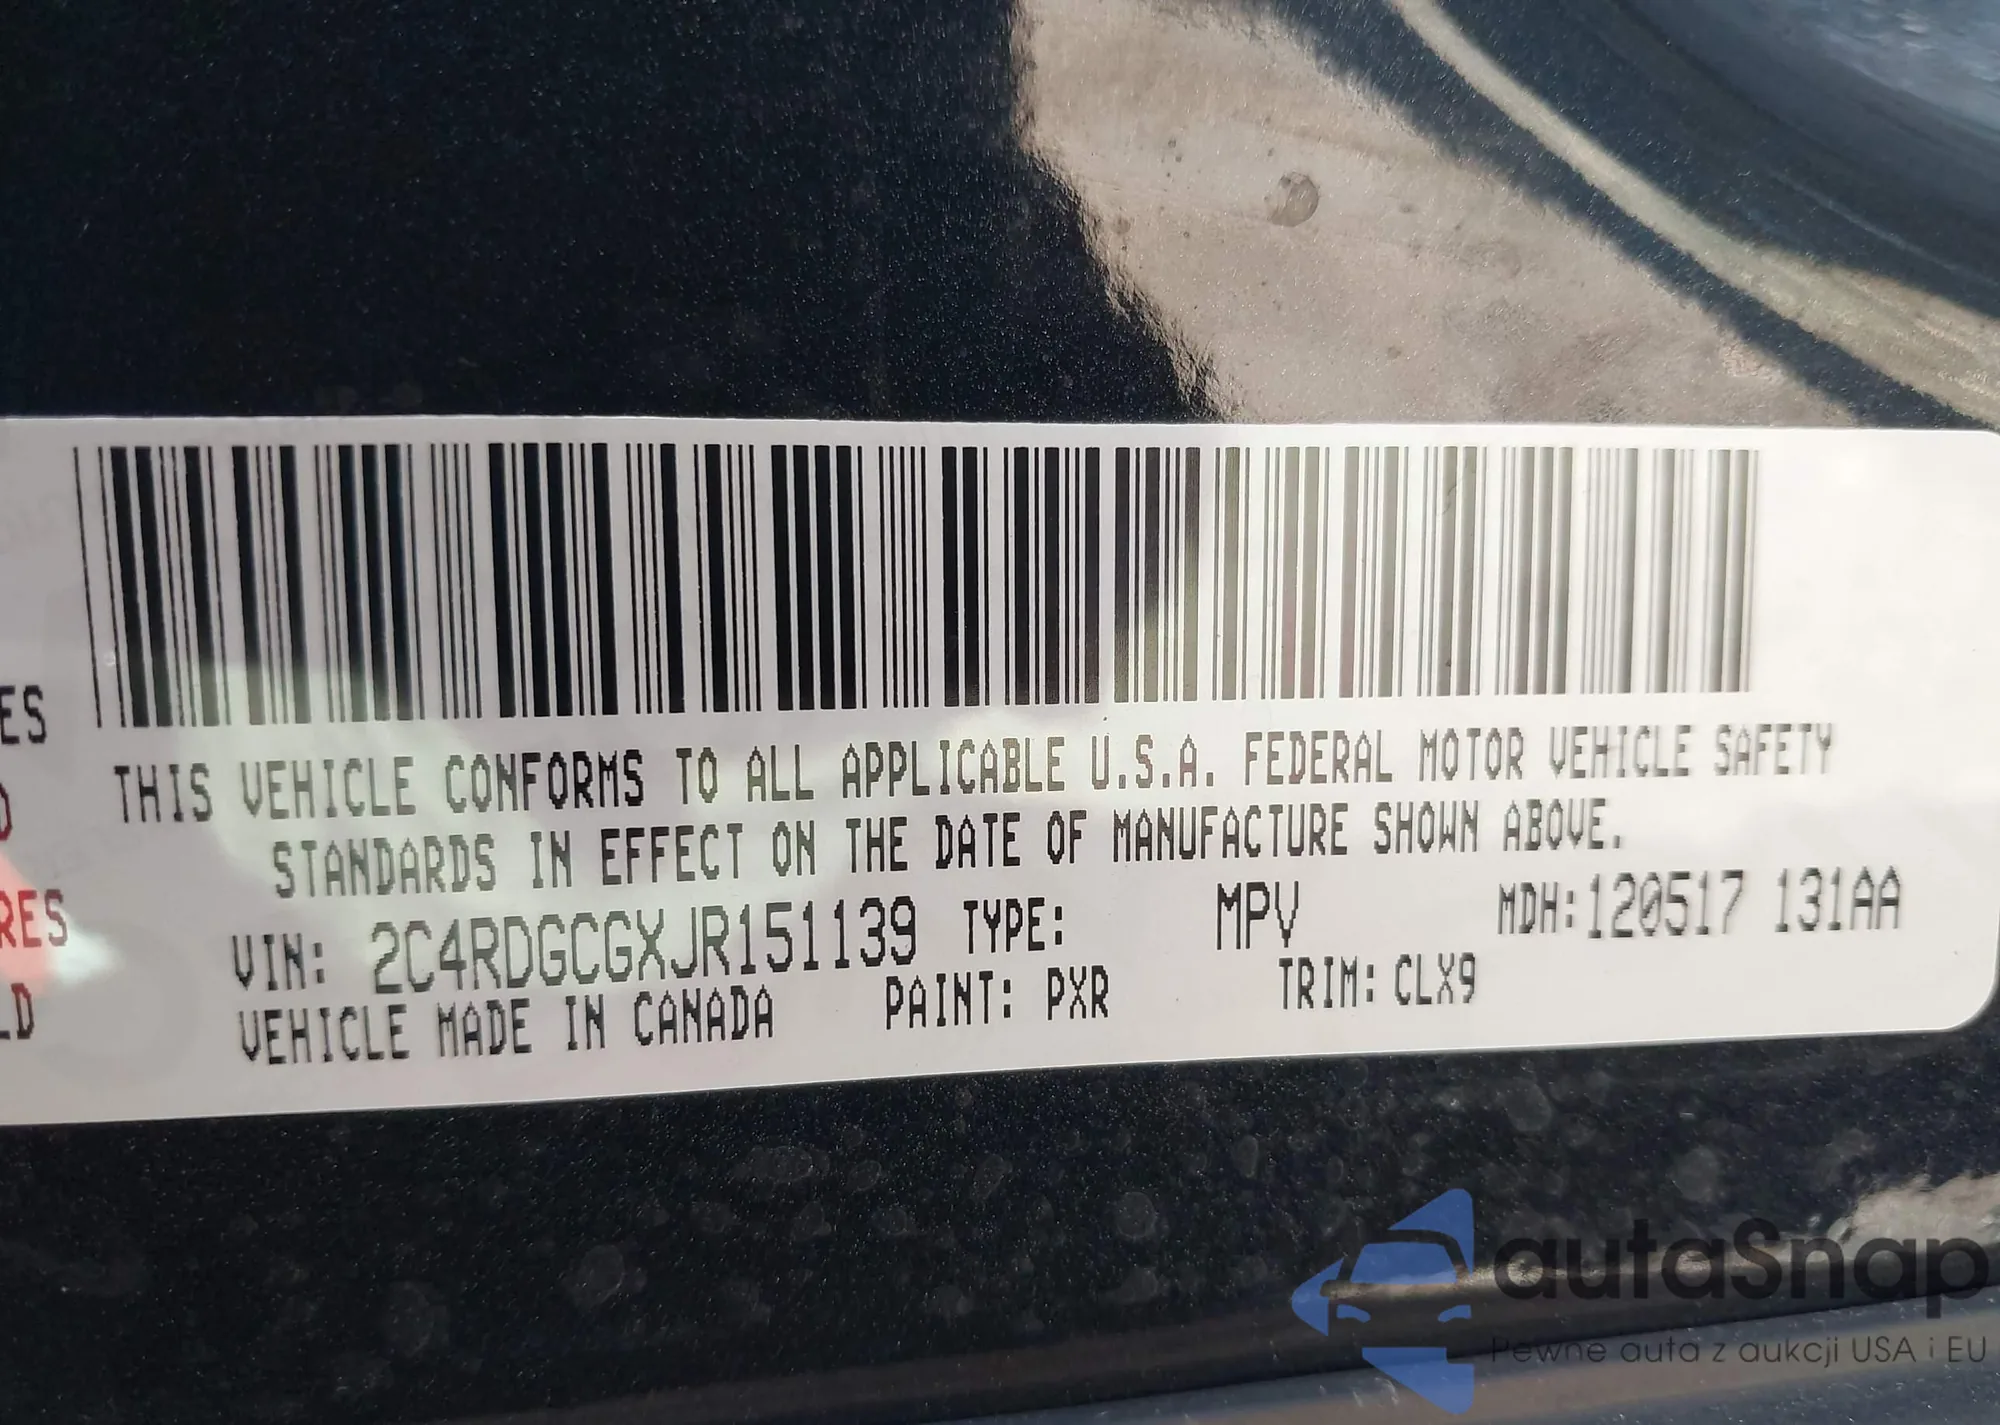 ES
THIS VEHICLE CONFORMS TO ALL APPLICABLE U.S.A. FEDERAL MOTOR VEHICLE SAFETY
STANDARDS IN EFFECT ON THE DATE OF MANUFACTURE SHOWN ABOVE.
RES
VIN: 2C4RDGCGXJR151139 TYPE: MPV MDH:120517 131AA
LD
VEHICLE MADE IN CANADA PAINT: PXR TRIM: CLX9
autaSnap
Pewne auta z aukcji USA i EU